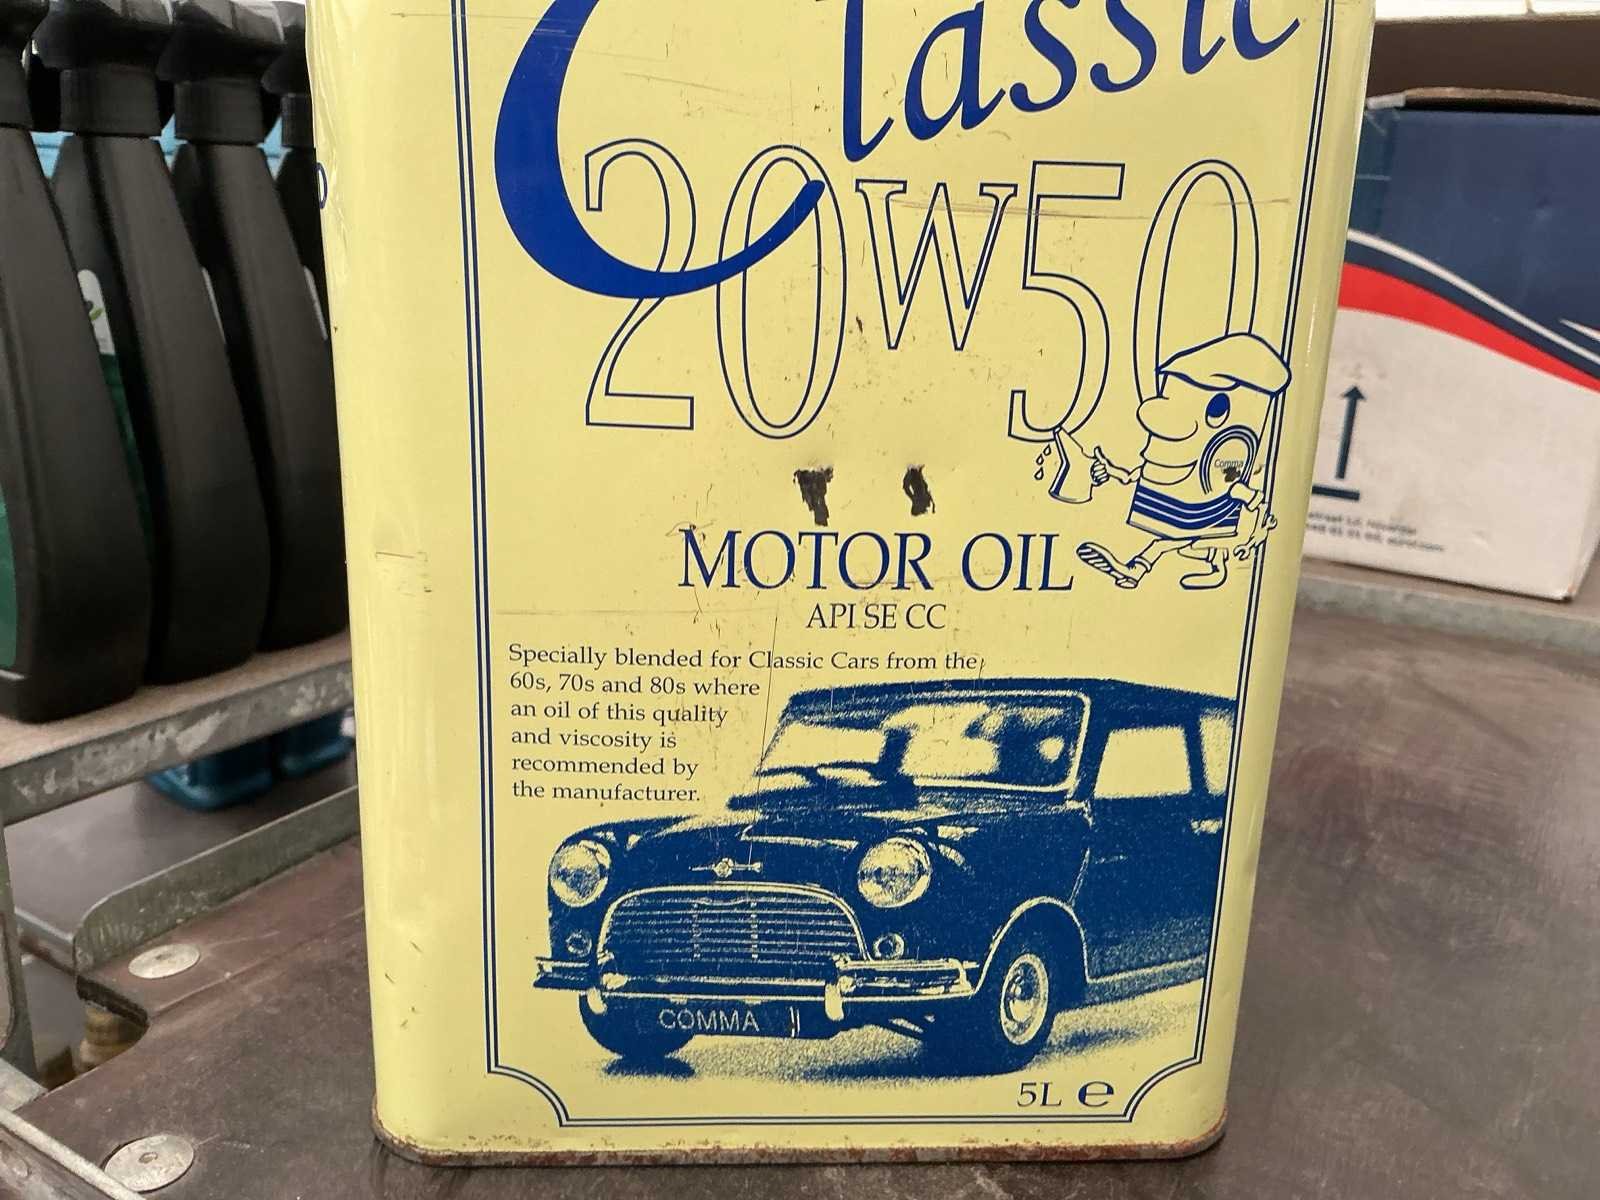 Classic
20W50
Comma
MOTOR OIL
API SE CC
Specially blended for Classic Cars from the
60s, 70s and 80s where
an oil of this quality
and viscosity is
recommended by
the manufacturer.
COMMA
5L ℮